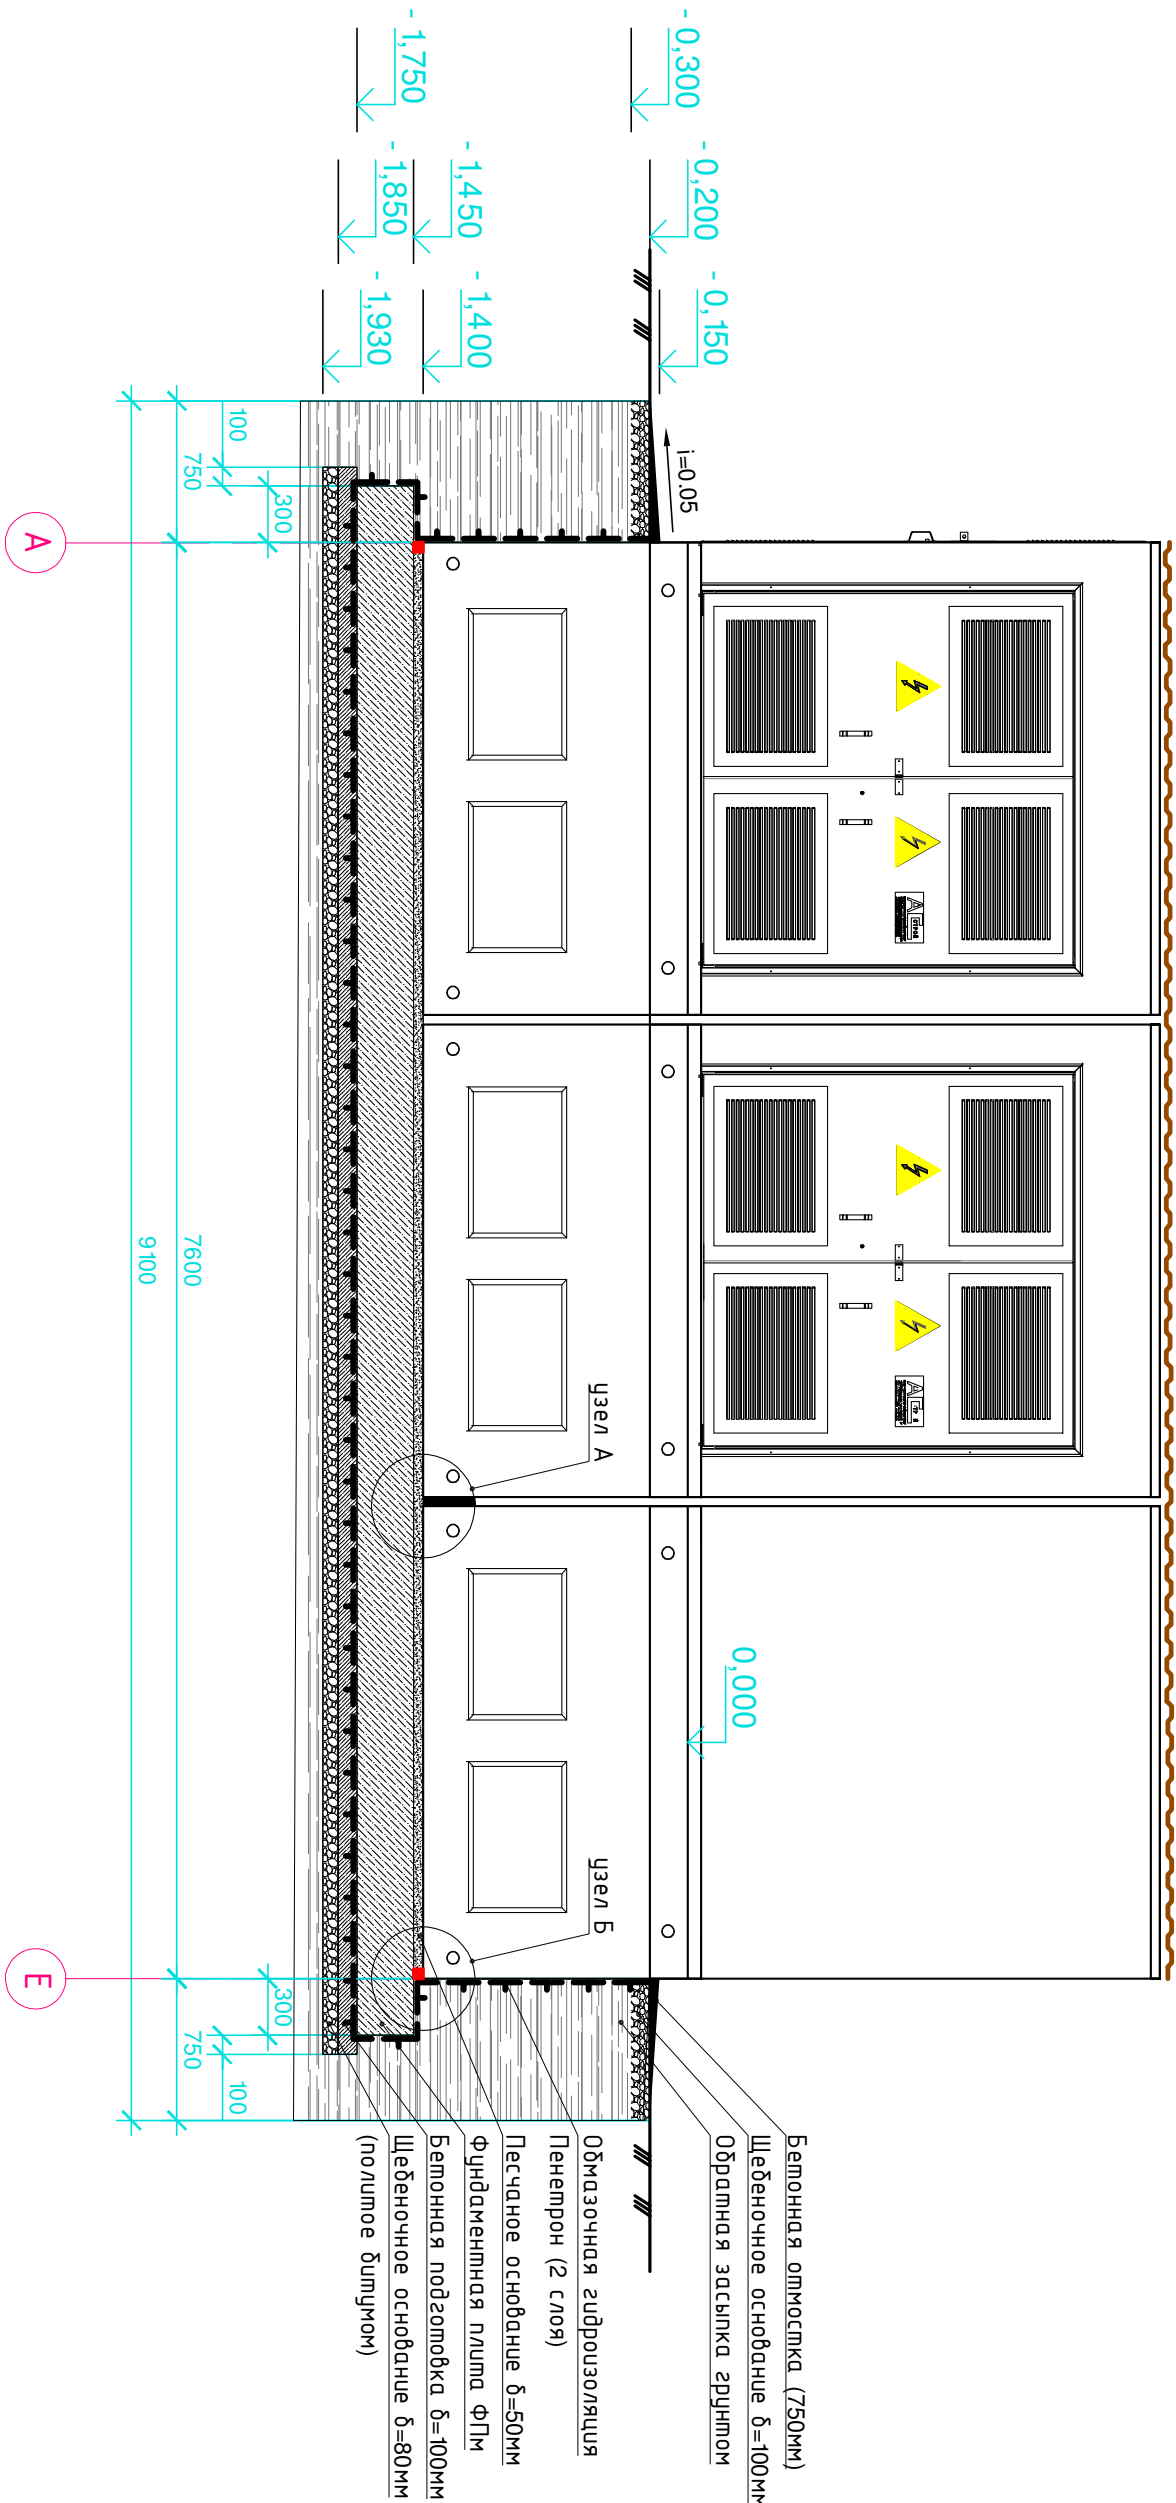 -0,300
-0,200
-0,150
-1,750
-1,450
-1,400
-1,850
-1,930
i=0.05
0,000
узел А
узел Б
Бетонная отмостка (750мм)
Щебеночное основание δ=100мм
Обратная засыпка грунтом
Обмазочная гидроизоляция
Пенетрон (2 слоя)
Песчаное основание δ=50мм
Фундаментная плита ФПм
Бетонная подготовка δ=100мм
Щебеночное основание δ=80мм
(политое битумом)
100
300
300
100
750
7600
750
9100
А
Е